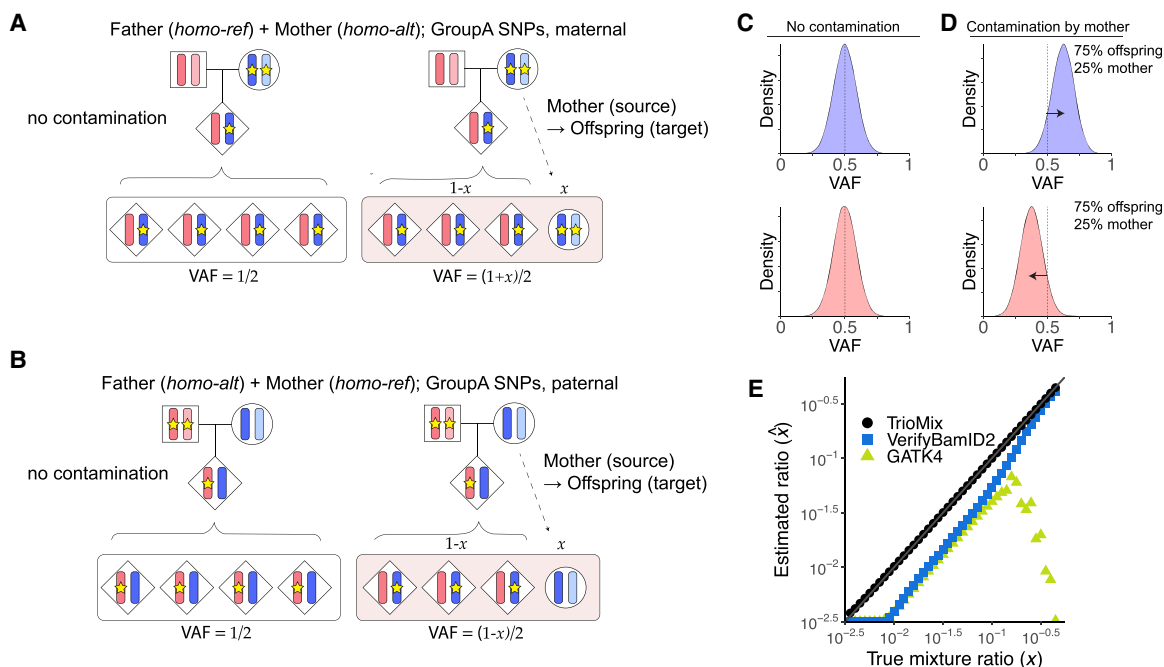 A
Father (homo-ref) + Mother (homo-alt); GroupA SNPs, maternal
no contamination
Mother (source)
→ Offspring (target)
1-x
x
VAF = 1/2
VAF = (1+x)/2
B
Father (homo-alt) + Mother (homo-ref); GroupA SNPs, paternal
no contamination
Mother (source)
→ Offspring (target)
1-x
x
VAF = 1/2
VAF = (1-x)/2
C
No contamination
Density
0
0.5
1
VAF
Density
0
0.5
1
VAF
D
Contamination by mother
75% offspring
25% mother
Density
0
0.5
1
VAF
75% offspring
25% mother
Density
0
0.5
1
VAF
E
TrioMix
VerifyBamID2
GATK4
Estimated ratio (x̂)
10^-0.5
10^-1
10^-1.5
10^-2
10^-2.5
10^-2.5
10^-2
10^-1.5
10^-1
10^-0.5
True mixture ratio (x)